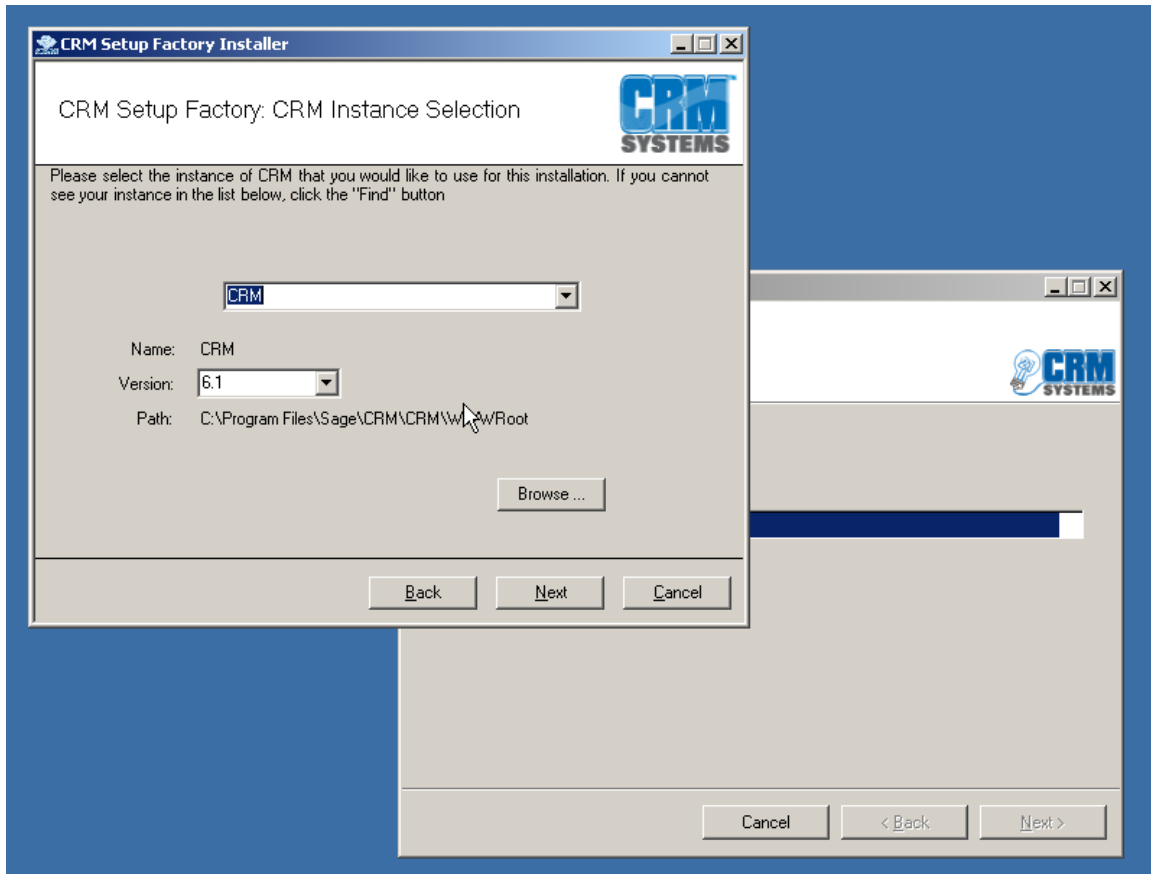 CRM Setup Factory Installer
CRM Setup Factory: CRM Instance Selection
CRM
SYSTEMS
Please select the instance of CRM that you would like to use for this installation. If you cannot
see your instance in the list below, click the "Find" button
CRM
Name: CRM
Version: 6.1
Path: C:\Program Files\Sage\CRM\CRM\WWWRoot
Browse ...
Back Next Cancel
CRM
SYSTEMS
Cancel < Back Next >